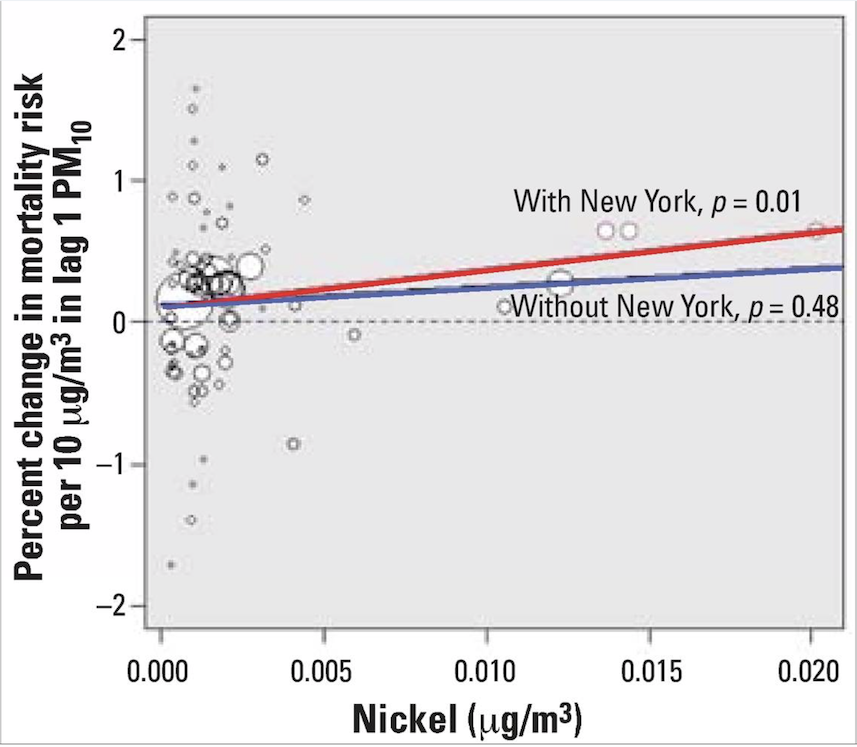 Percent change in mortality risk
per 10 μg/m³ in lag 1 PM₁₀
2
1
0
−1
−2
With New York, p = 0.01
Without New York, p = 0.48
0.000 0.005 0.010 0.015 0.020
Nickel (μg/m³)